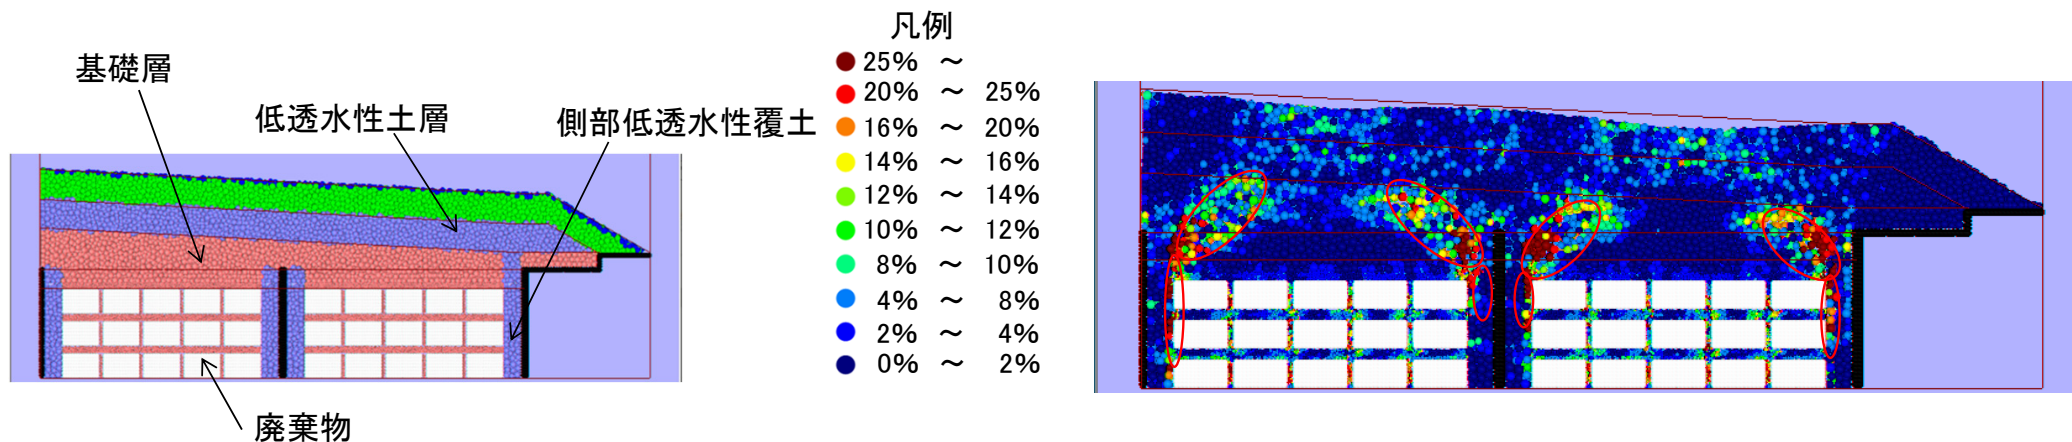 基礎層
低透水性土層
側部低透水性覆土
廃棄物
凡例
25% ～
20% ～ 25%
16% ～ 20%
14% ～ 16%
12% ～ 14%
10% ～ 12%
8% ～ 10%
4% ～ 8%
2% ～ 4%
0% ～ 2%